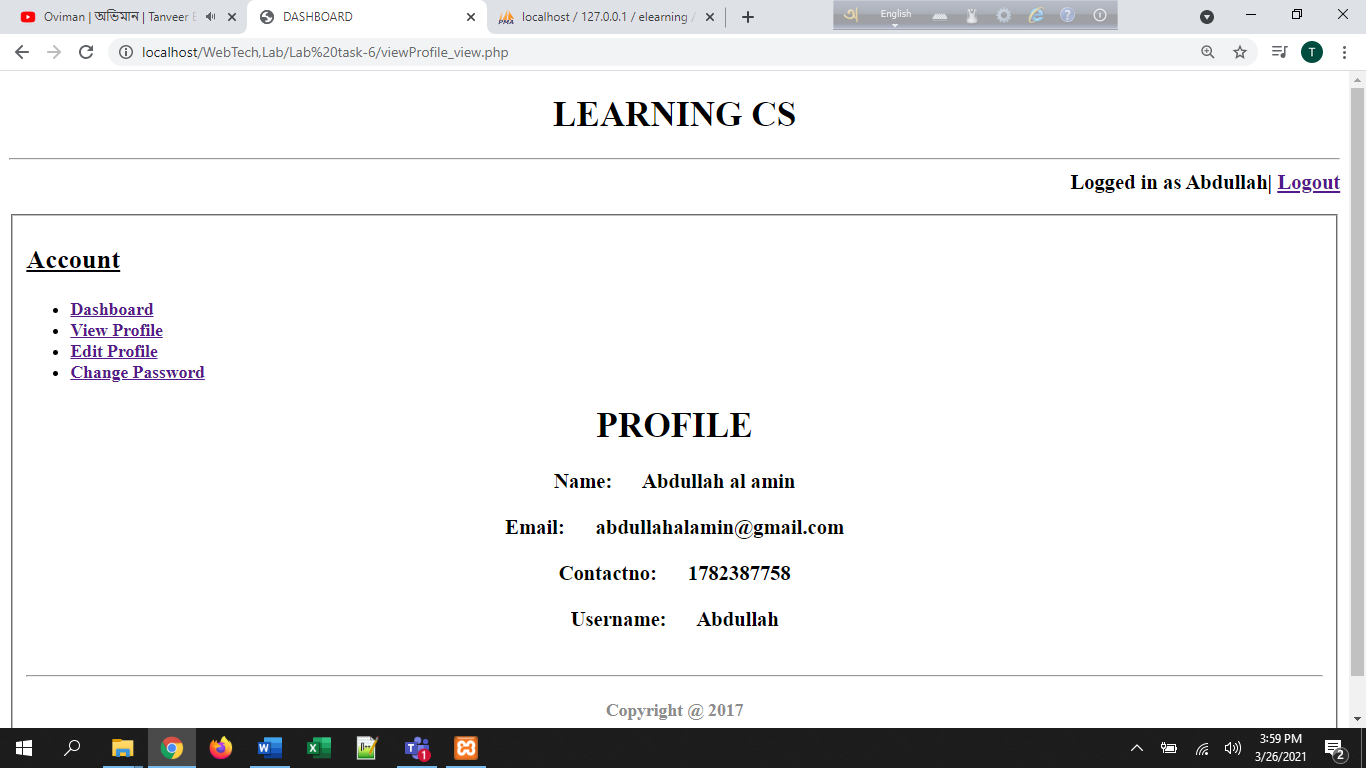 Oviman | অভিমান | Tanveer E
DASHBOARD
localhost / 127.0.0.1 / elearning /
English
localhost/WebTech,Lab/Lab%20task-6/viewProfile_view.php
T
LEARNING CS
Logged in as Abdullah| Logout
Account
Dashboard
View Profile
Edit Profile
Change Password
PROFILE
Name: Abdullah al amin
Email: abdullahalamin@gmail.com
Contactno: 1782387758
Username: Abdullah
Copyright @ 2017
3:59 PM
3/26/2021
2